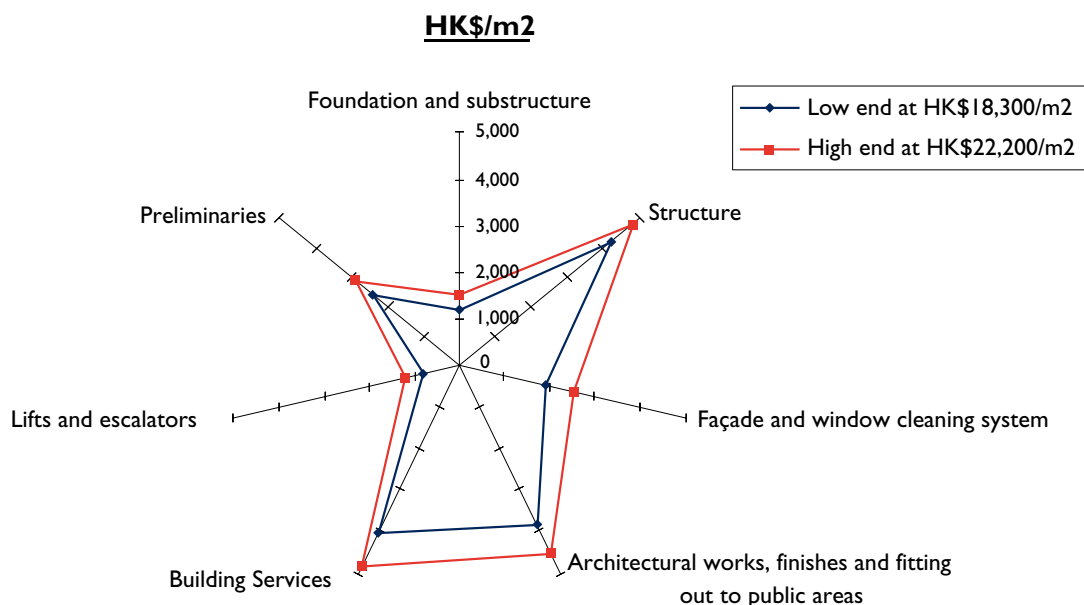 HK$/m2
Low end at HK$18,300/m2
High end at HK$22,200/m2
Foundation and substructure
5,000
4,000
3,000
2,000
1,000
0
Structure
Façade and window cleaning system
Architectural works, finishes and fitting
out to public areas
Building Services
Lifts and escalators
Preliminaries